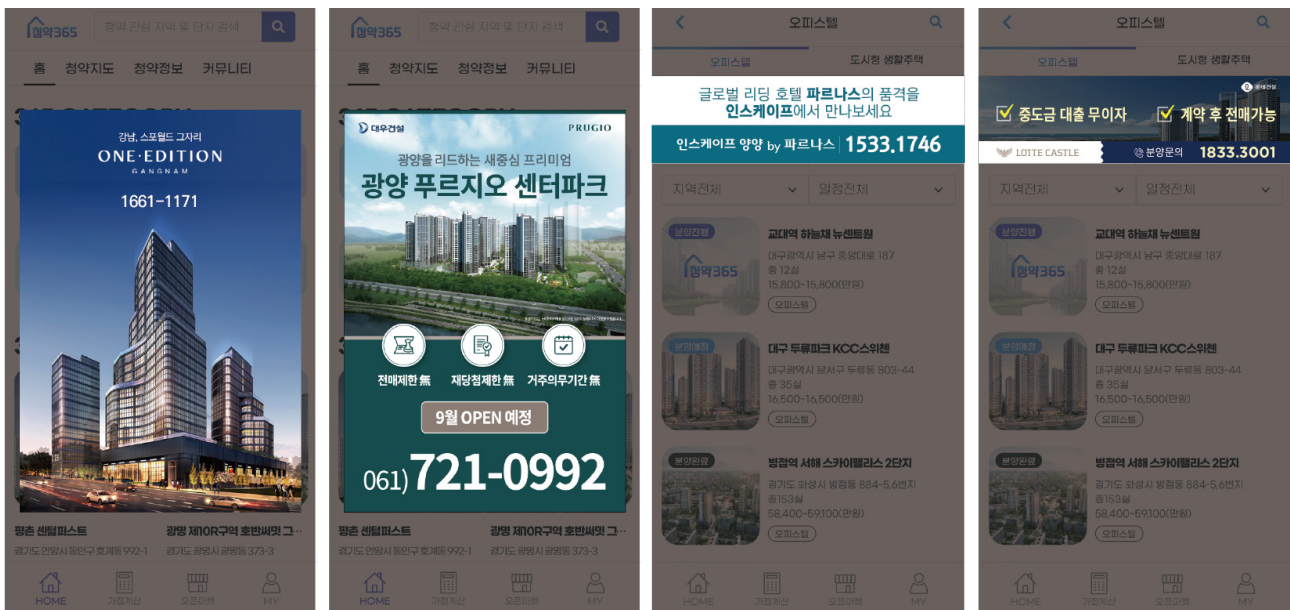 청약365
청약 관심 지역 및 단지 검색
홈 청약지도 청약정보 커뮤니티
강남, 스포월드 그자리
ONE·EDITION
GANGNAM
1661-1171
평촌 센텀퍼스트
경기도 안양시 동안구 호계동 992-1
광명 제10R구역 호반써밋 그…
경기도 광명시 광명동 373-3
HOME 가점계산 오픈마켓 MY
청약365
청약 관심 지역 및 단지 검색
홈 청약지도 청약정보 커뮤니티
대우건설
PRUGIO
광양을 리드하는 새중심 프리미엄
광양 푸르지오 센터파크
전매제한 無 재당첨제한 無 거주의무기간 無
9월 OPEN 예정
061) 721-0992
평촌 센텀퍼스트
경기도 안양시 동안구 호계동 992-1
광명 제10R구역 호반써밋 그…
경기도 광명시 광명동 373-3
HOME 가점계산 오픈마켓 MY
오피스텔
오피스텔 도시형 생활주택
글로벌 리딩 호텔 파르나스의 품격을
인스케이프에서 만나보세요
인스케이프 양양 by 파르나스 1533.1746
지역전체 일정전체
분양진행
청약365
교대역 하늘채 뉴센트원
대구광역시 남구 중앙대로 187
총 12실
15,800~15,800(만원)
오피스텔
분양예정
대구 두류파크 KCC스위첸
대구광역시 달서구 두류동 803-44
총 35실
16,500~16,500(만원)
오피스텔
분양완료
병점역 서해 스카이팰리스 2단지
경기도 화성시 병점동 884-5,6번지
총153실
58,400~59,100(만원)
오피스텔
HOME 가점계산 오픈마켓 MY
오피스텔
오피스텔 도시형 생활주택
중도금 대출 무이자 계약 후 전매가능
LOTTE CASTLE 분양문의 1833.3001
지역전체 일정전체
분양진행
청약365
교대역 하늘채 뉴센트원
대구광역시 남구 중앙대로 187
총 12실
15,800~15,800(만원)
오피스텔
분양예정
대구 두류파크 KCC스위첸
대구광역시 달서구 두류동 803-44
총 35실
16,500~16,500(만원)
오피스텔
분양완료
병점역 서해 스카이팰리스 2단지
경기도 화성시 병점동 884-5,6번지
총153실
58,400~59,100(만원)
오피스텔
HOME 가점계산 오픈마켓 MY